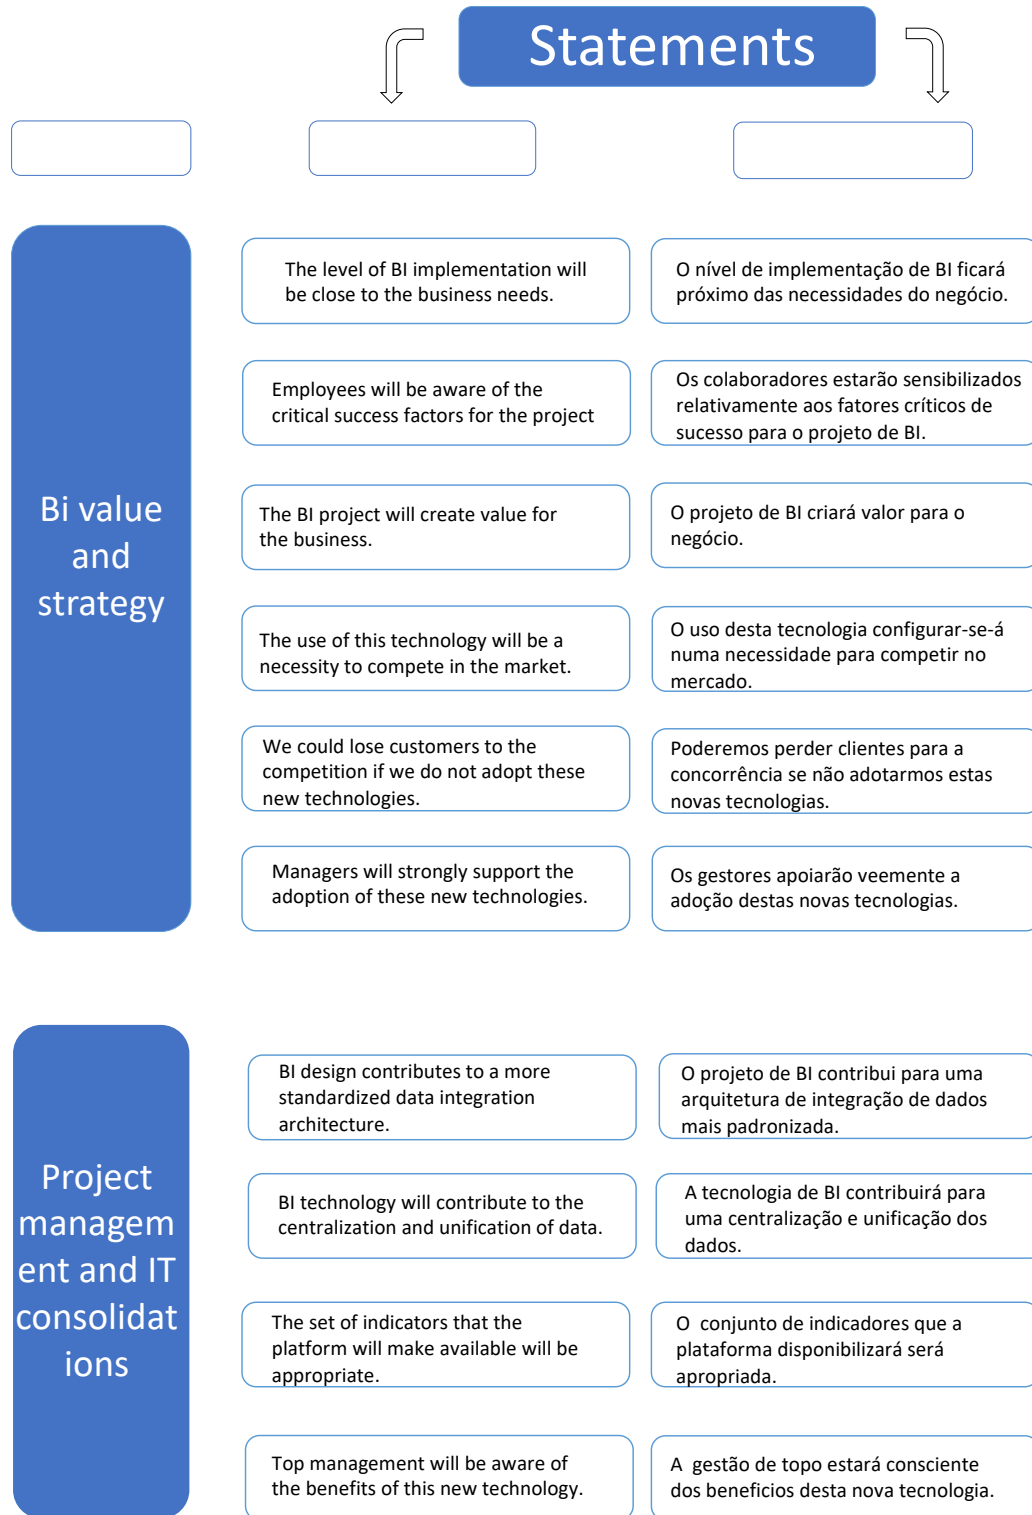 Statements
Bi value
and
strategy
The level of BI implementation will
be close to the business needs.
O nível de implementação de BI ficará
próximo das necessidades do negócio.
Employees will be aware of the
critical success factors for the project
Os colaboradores estarão sensibilizados
relativamente aos fatores críticos de
sucesso para o projeto de BI.
The BI project will create value for
the business.
O projeto de BI criará valor para o
negócio.
The use of this technology will be a
necessity to compete in the market.
O uso desta tecnologia configurar-se-á
numa necessidade para competir no
mercado.
We could lose customers to the
competition if we do not adopt these
new technologies.
Poderemos perder clientes para a
concorrência se não adotarmos estas
novas tecnologias.
Managers will strongly support the
adoption of these new technologies.
Os gestores apoiarão veemente a
adoção destas novas tecnologias.
Project
managem
ent and IT
consolidat
ions
BI design contributes to a more
standardized data integration
architecture.
O projeto de BI contribui para uma
arquitetura de integração de dados
mais padronizada.
BI technology will contribute to the
centralization and unification of data.
A tecnologia de BI contribuirá para
uma centralização e unificação dos
dados.
The set of indicators that the
platform will make available will be
appropriate.
O conjunto de indicadores que a
plataforma disponibilizará será
apropriada.
Top management will be aware of
the benefits of this new technology.
A gestão de topo estará consciente
dos beneficios desta nova tecnologia.